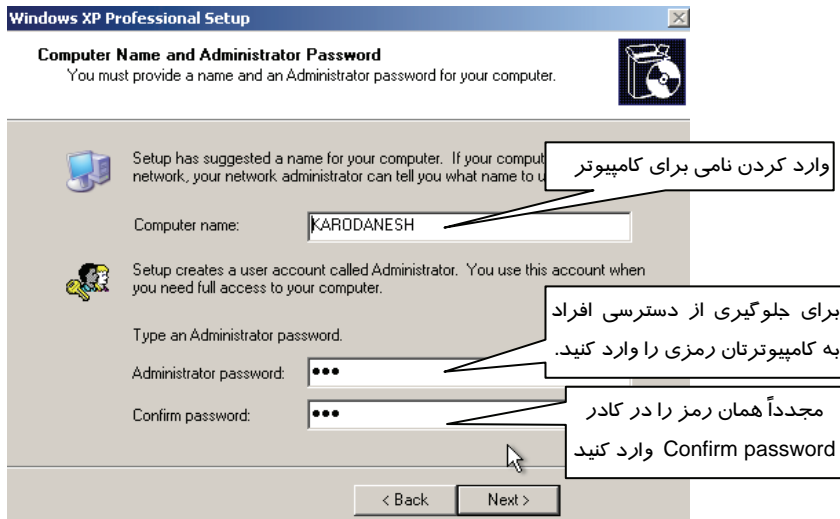 Windows XP Professional Setup
Computer Name and Administrator Password
You must provide a name and an Administrator password for your computer.
Setup has suggested a name for your computer. If your
network, your network administrator can tell you what name to
وارد کردن نامی برای کامپیوتر
Computer name:
KARODANESH
Setup creates a user account called Administrator. You use this account when
you need full access to your computer.
برای جلوگیری از دسترسی افراد
به کامپیوترتان رمزی را وارد کنید.
Type an Administrator password.
Administrator password:
•••
Confirm password:
•••
مجدداً همان رمز را در کادر
Confirm password وارد کنید
< Back
Next >